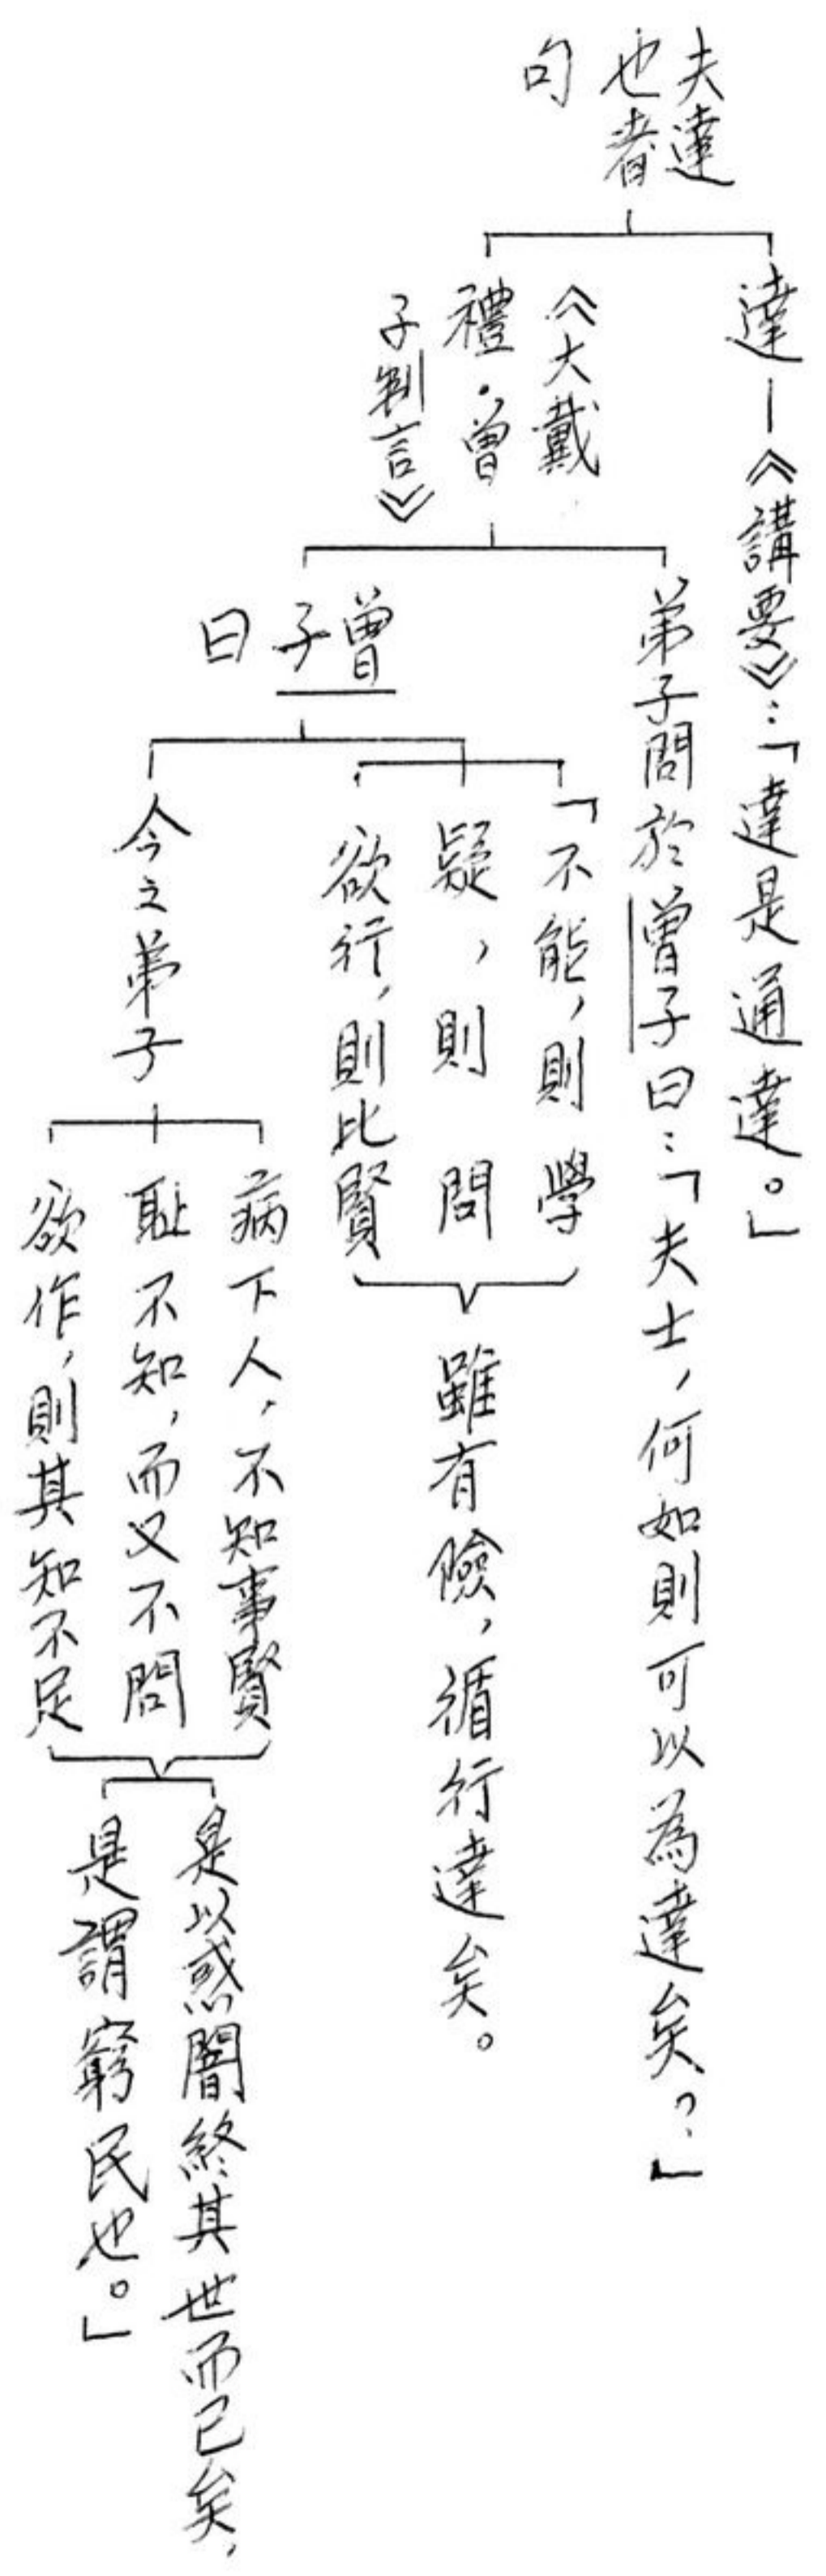 夫達
也者
句
達—《講要》:「達是通達。」
《大戴
禮.曾
子制言》
弟子問於曾子曰:「夫士,何如則可以為達矣?」
曾
子
曰
「不能,則學
疑,則問
欲行,則比賢
雖有險,循行達矣。
今之弟子
病下人,不知事賢
恥不知,而又不問
欲作,則其知不足
是以惑闇終其世而已矣,
是謂窮民也。」